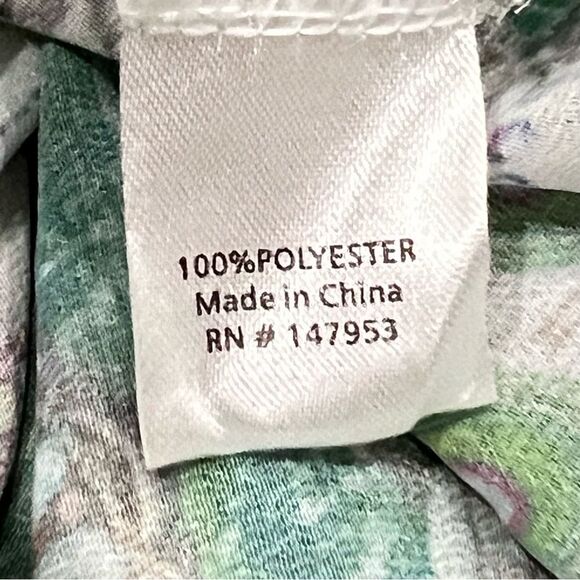 100%POLYESTER
Made in China
RN # 147953